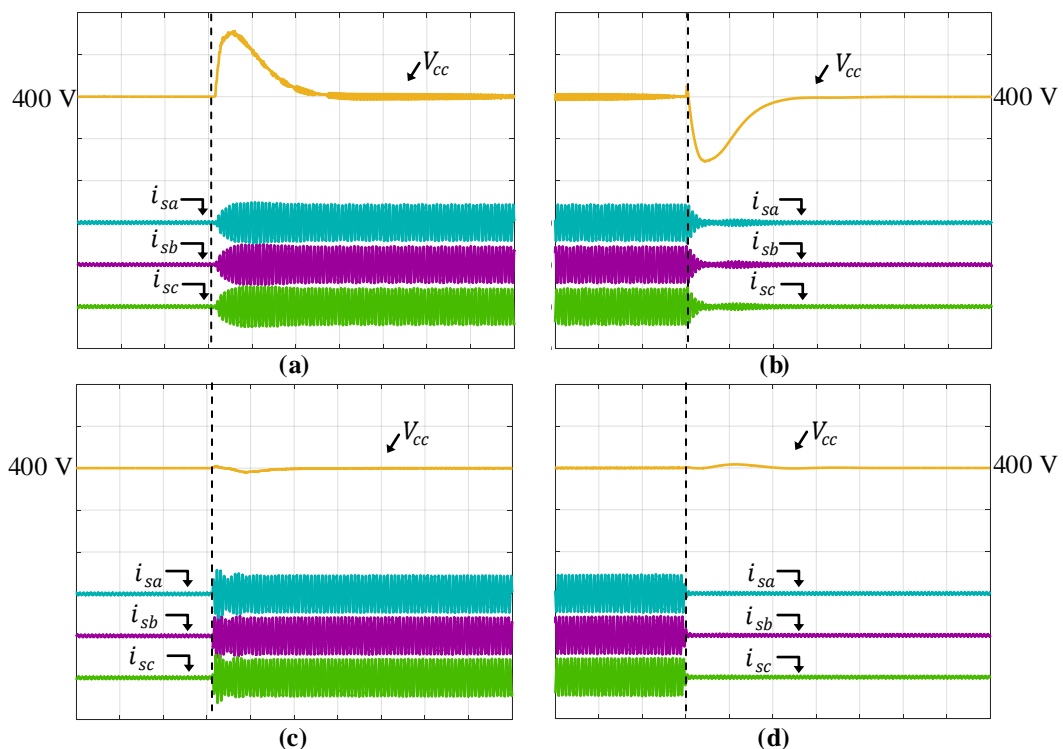 V_cc
400 V
i_sa
i_sb
i_sc
(a)
V_cc
400 V
i_sa
i_sb
i_sc
(b)
V_cc
400 V
i_sa
i_sb
i_sc
(c)
V_cc
400 V
i_sa
i_sb
i_sc
(d)